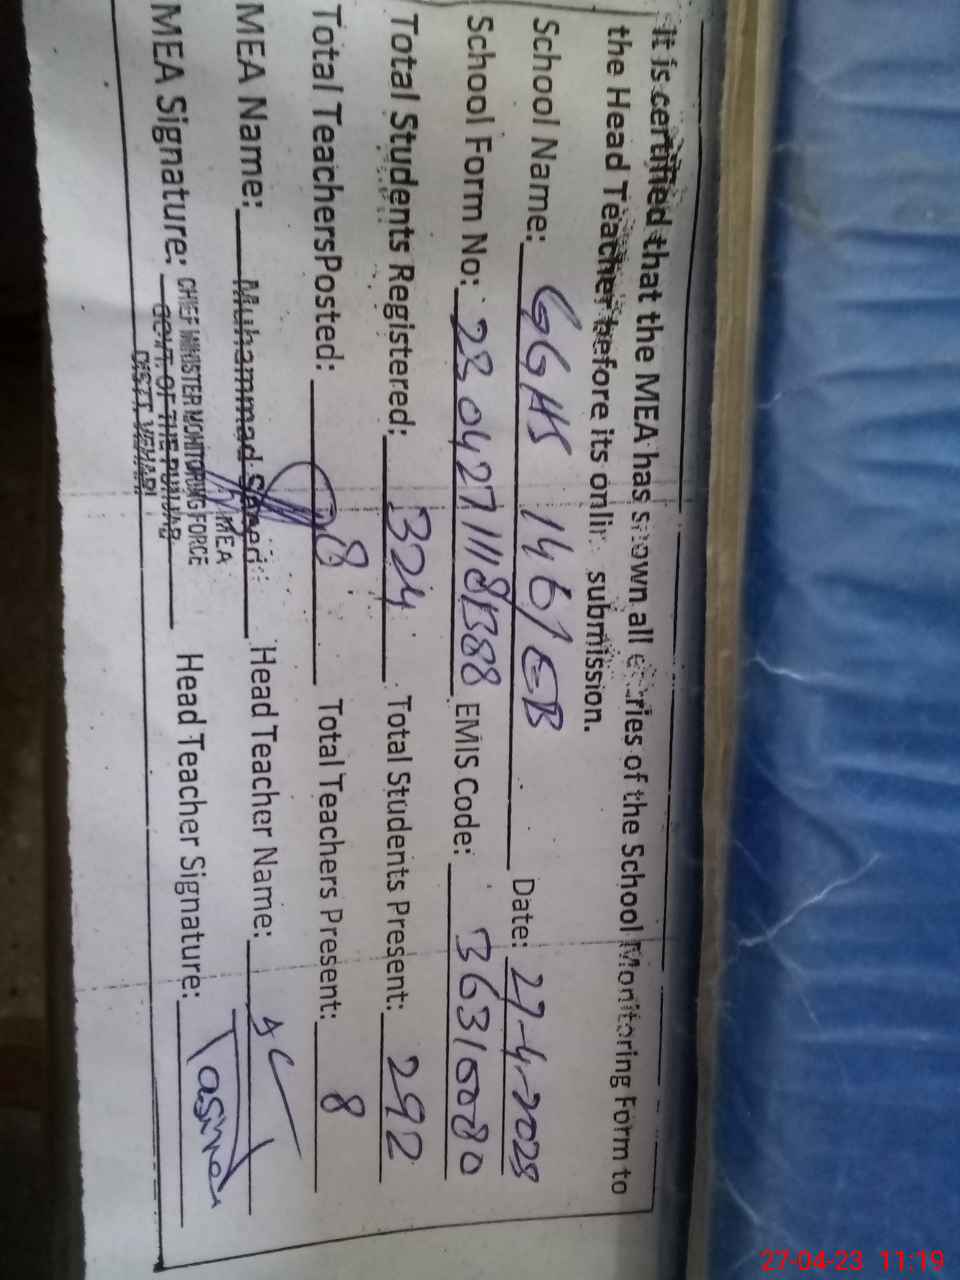 It is certified that the MEA has shown all entries of the School Monitoring Form to
the Head Teacher before its online submission.
School Name: GGHS 146/EB Date: 27-4-2023
School Form No: 230427111818388 EMIS Code: 36310080
Total Students Registered: 324 Total Students Present: 292
Total TeachersPosted: 8 Total Teachers Present: 8
MEA Name: Muhammad Saeed Head Teacher Name:
MEA
MEA Signature: Head Teacher Signature:
CHIEF MINISTER MONITORING FORCE
GOVT. OF THE PUNJAB
DISTT. VEHARI
27-04-23 11:19